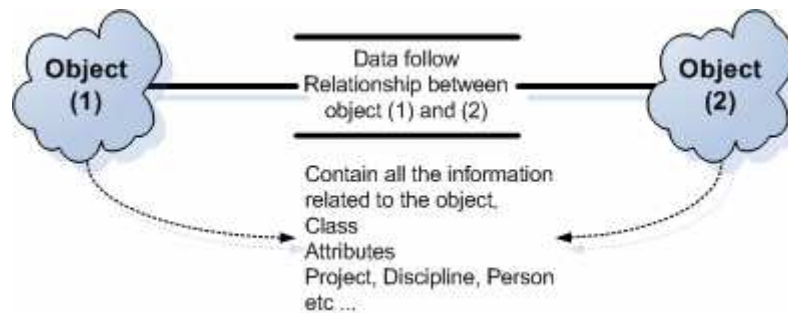 Object
(1)
Data follow
Relationship between
object (1) and (2)
Object
(2)
Contain all the information
related to the object,
Class
Attributes
Project, Discipline, Person
etc ...